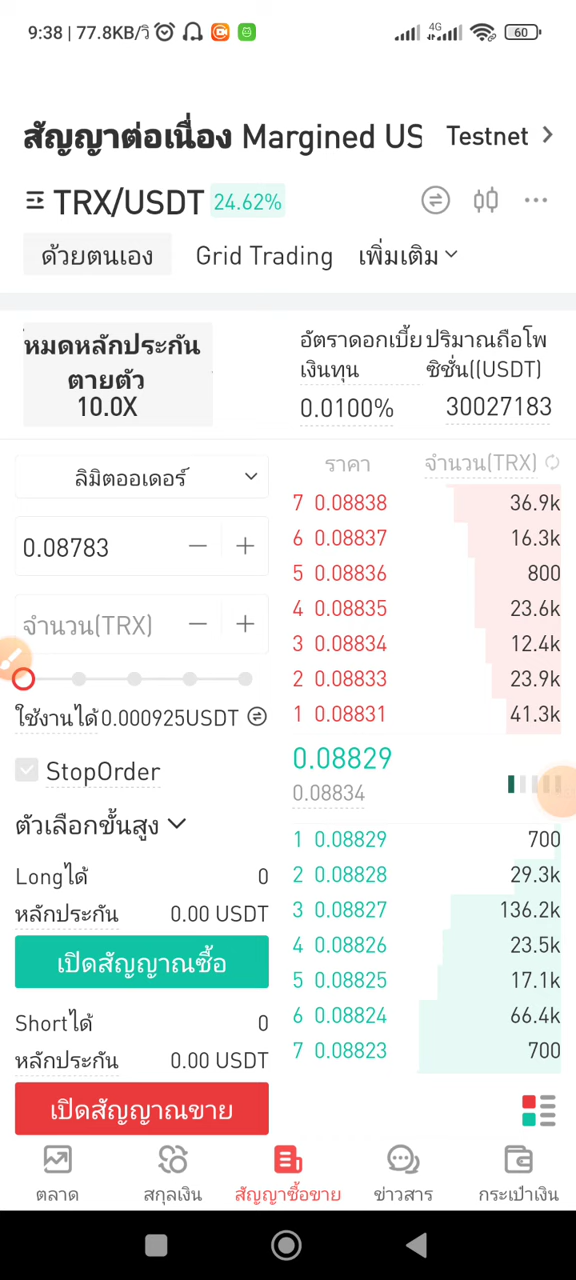 9:38 | 77.8KB/วิ
4G
60
สัญญาต่อเนื่อง Margined US
Testnet
TRX/USDT 24.62%
ด้วยตนเอง Grid Trading เพิ่มเติม
โหมดหลักประกัน
ตายตัว
10.0X
อัตราดอกเบี้ย
เงินทุน
0.0100%
ปริมาณถือโพ
ซิชั่น((USDT)
30027183
ลิมิตออเดอร์
0.08783
จำนวน(TRX)
ใช้งานได้ 0.000925USDT
StopOrder
ตัวเลือกขั้นสูง
Longได้ 0
หลักประกัน 0.00 USDT
เปิดสัญญาณซื้อ
Shortได้ 0
หลักประกัน 0.00 USDT
เปิดสัญญาณขาย
ราคา จำนวน(TRX)
7 0.08838 36.9k
6 0.08837 16.3k
5 0.08836 800
4 0.08835 23.6k
3 0.08834 12.4k
2 0.08833 23.9k
1 0.08831 41.3k
0.08829
0.08834
1 0.08829 700
2 0.08828 29.3k
3 0.08827 136.2k
4 0.08826 23.5k
5 0.08825 17.1k
6 0.08824 66.4k
7 0.08823 700
ตลาด สกุลเงิน สัญญาซื้อขาย ข่าวสาร กระเป๋าเงิน